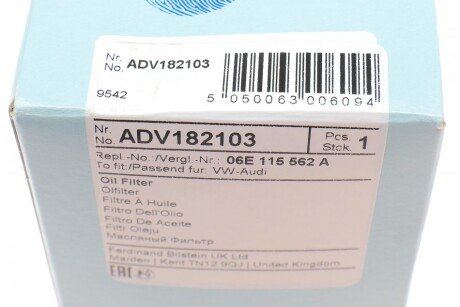 Nr.
No. ADV182103
9542
5 050063 006094
Nr.
No. ADV182103
Pcs.
Stck. 1
Repl.-No./Vergl.-Nr.: 06E 115 562 A
To fit:/Passend für: VW-Audi
Oil Filter
Ölfilter
Filtre À Huile
Filtro Dell'Olio
Filtro De Aceite
Filtr Oleju
Масляный Фильтр
Ferdinand Bilstein UK Ltd
Marden | Kent TN12 9QJ | United Kingdom
EAC